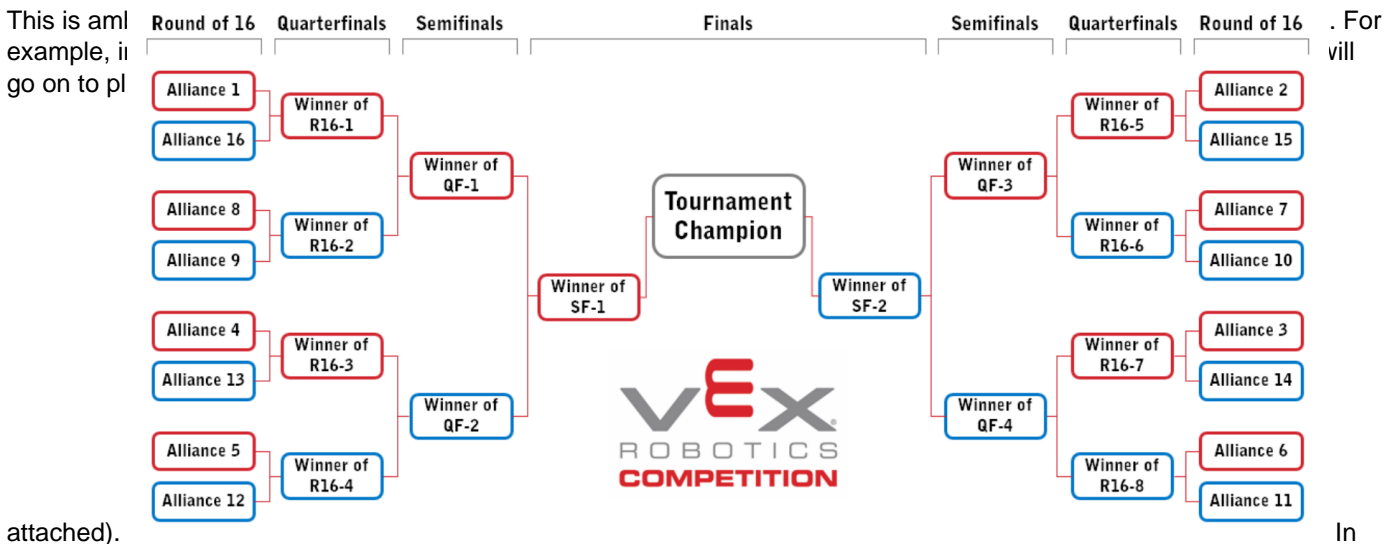 This is
. For
example,
will
go on to
Round of 16
Quarterfinals
Semifinals
Finals
Semifinals
Quarterfinals
Round of 16
Alliance 1
Alliance 16
Alliance 8
Alliance 9
Alliance 4
Alliance 13
Alliance 5
Alliance 12
Winner of
R16-1
Winner of
R16-2
Winner of
R16-3
Winner of
R16-4
Winner of
QF-1
Winner of
QF-2
Winner of
SF-1
Tournament
Champion
Winner of
SF-2
Winner of
QF-3
Winner of
QF-4
Winner of
R16-5
Winner of
R16-6
Winner of
R16-7
Winner of
R16-8
Alliance 2
Alliance 15
Alliance 7
Alliance 10
Alliance 3
Alliance 14
Alliance 6
Alliance 11
VEX
ROBOTICS
COMPETITION
attached).
In